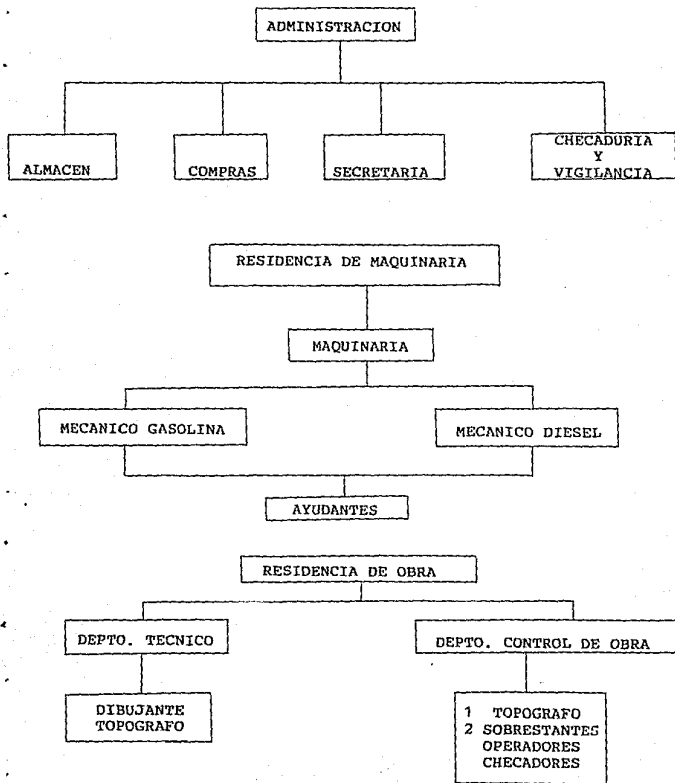 ADMINISTRACION
ALMACEN
COMPRAS
SECRETARIA
CHECADURIA
Y
VIGILANCIA
RESIDENCIA DE MAQUINARIA
MAQUINARIA
MECANICO GASOLINA
MECANICO DIESEL
AYUDANTES
RESIDENCIA DE OBRA
DEPTO. TECNICO
DEPTO. CONTROL DE OBRA
DIBUJANTE
TOPOGRAFO
1 TOPOGRAFO
2 SOBRESTANTES
OPERADORES
CHECADORES